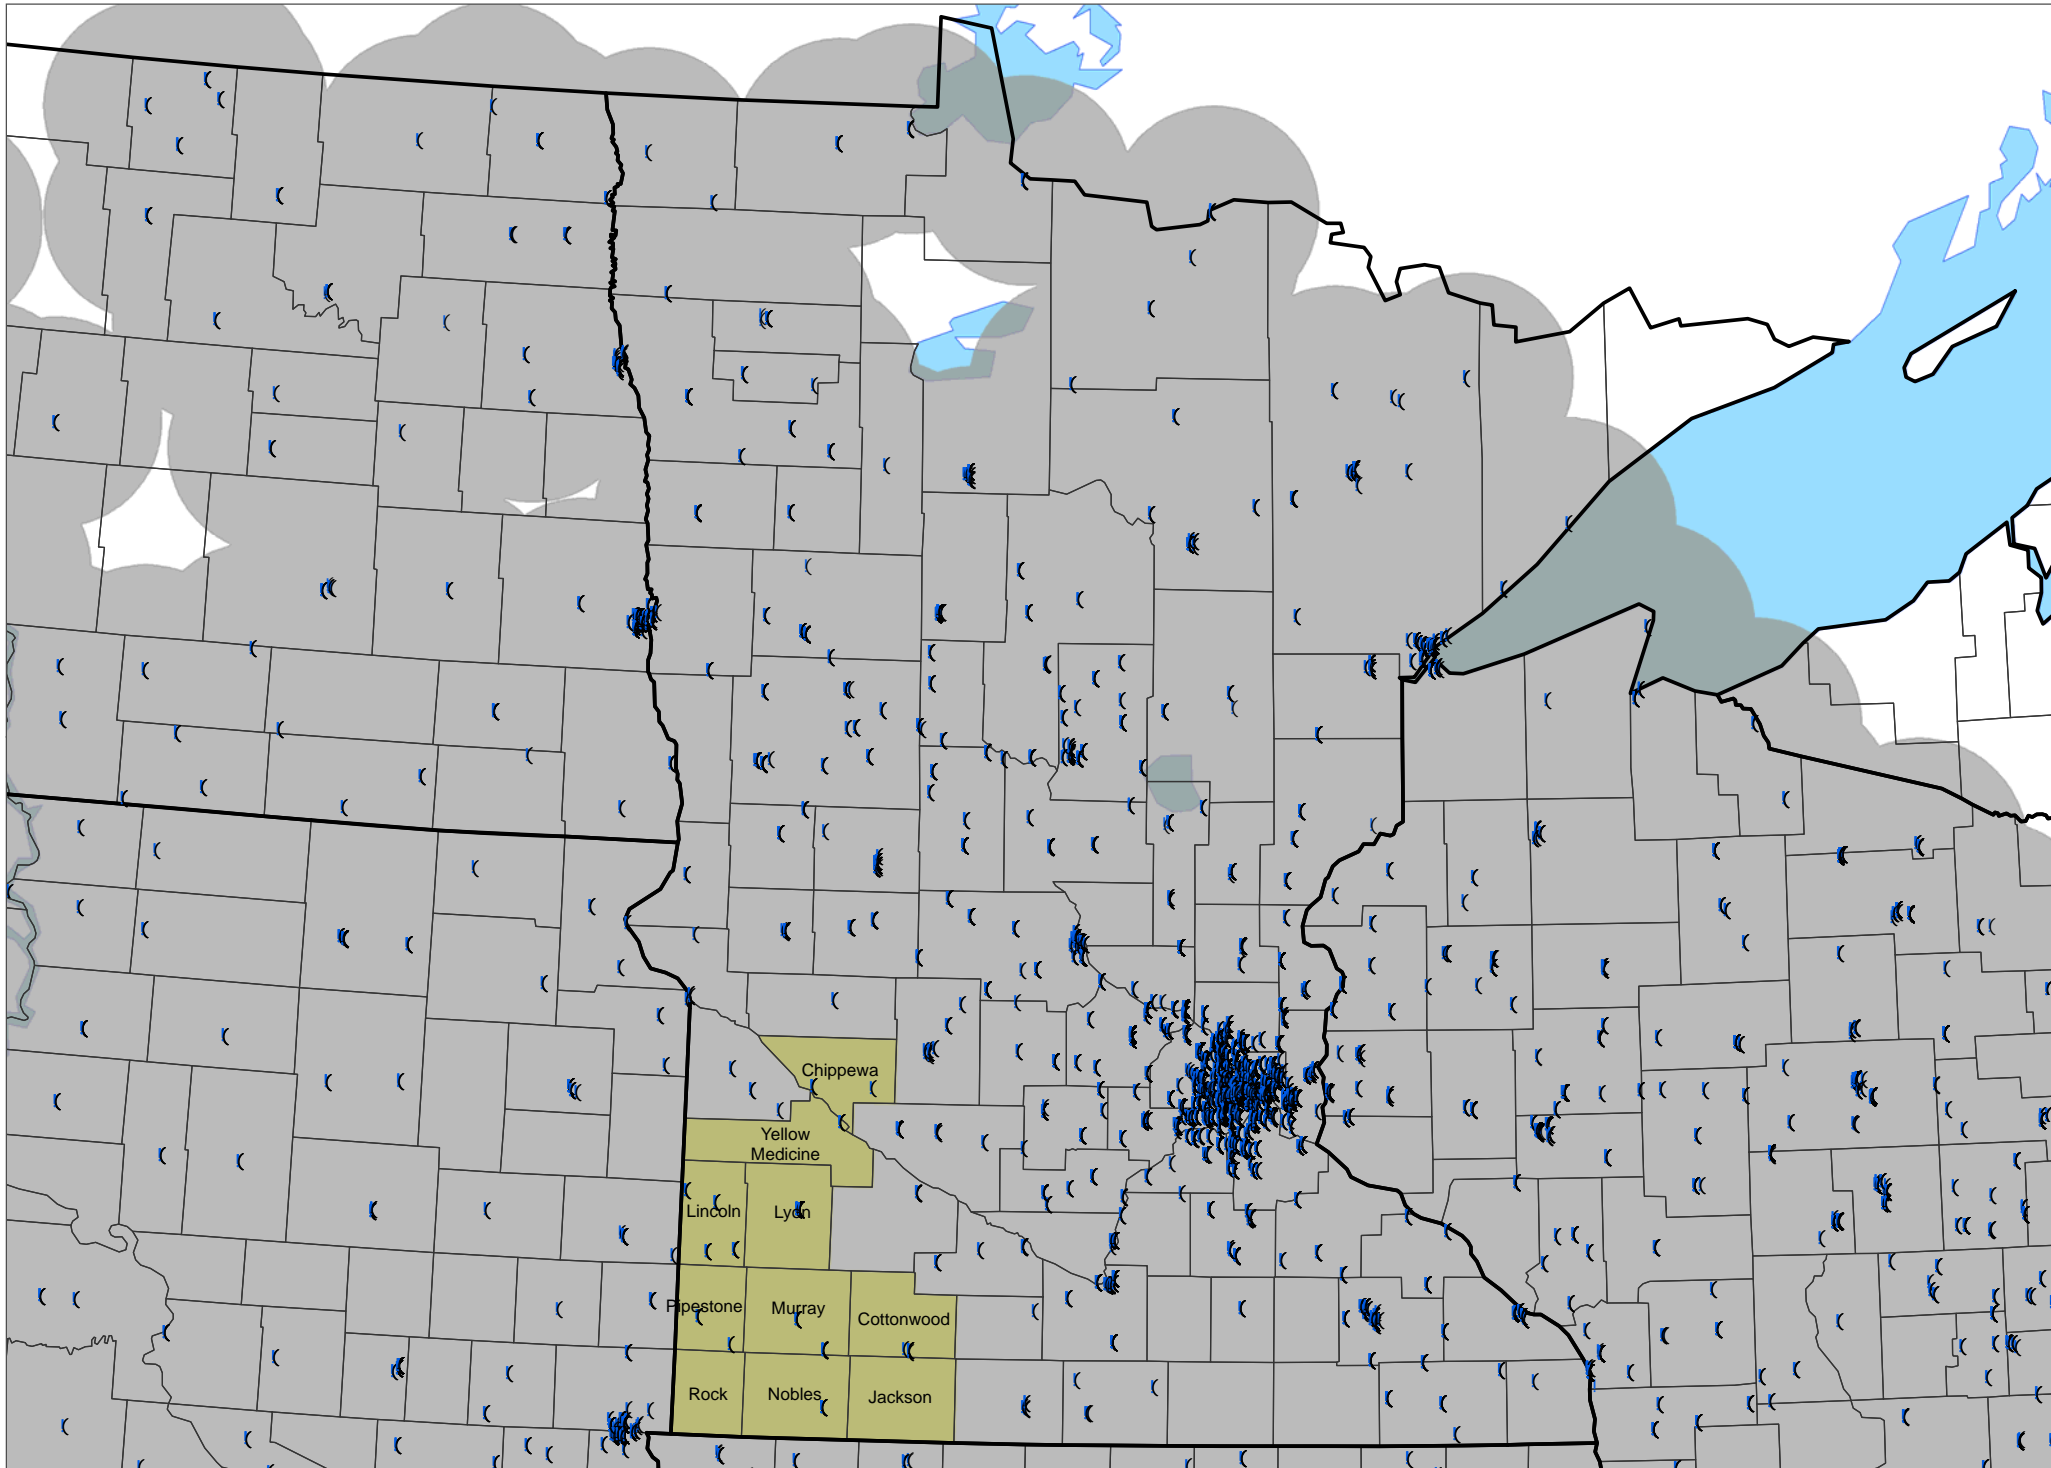 Chippewa
Yellow
Medicine
Lincoln
Lyon
Pipestone
Murray
Cottonwood
Rock
Nobles
Jackson